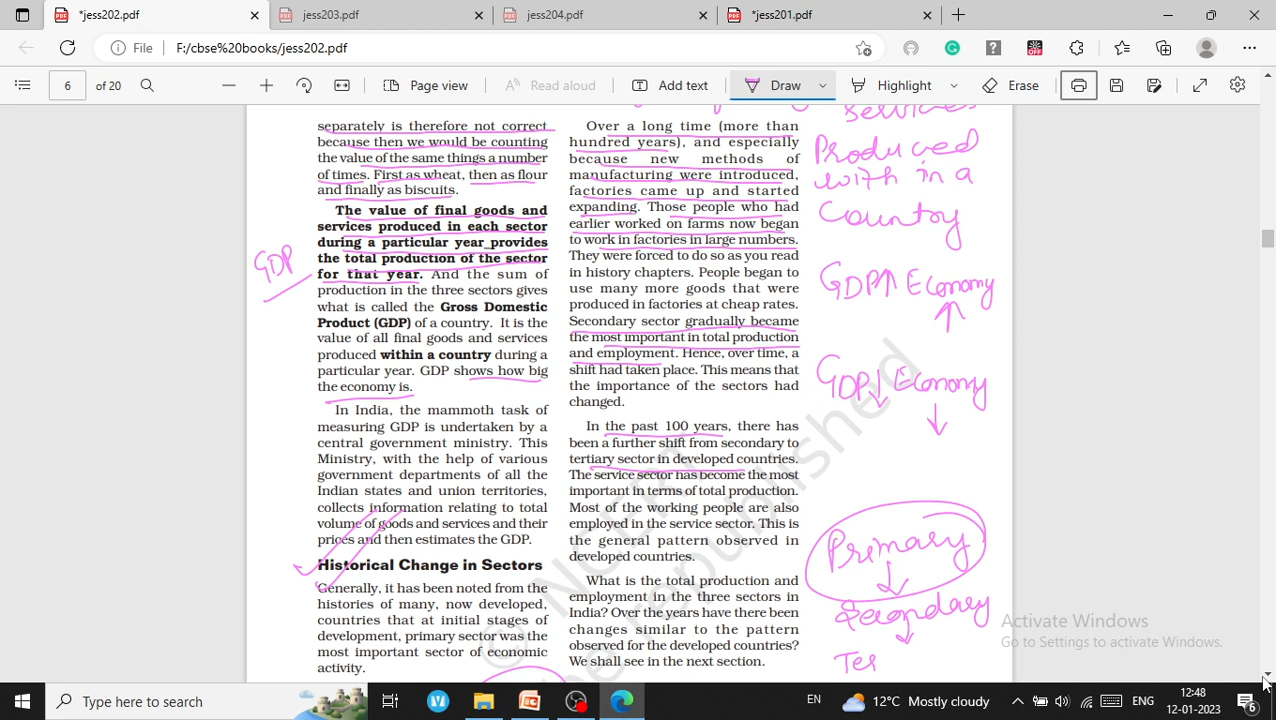 *jess202.pdf
jess203.pdf
jess204.pdf
*jess201.pdf
File
F:/cbse%20books/jess202.pdf
OFF
6
of 20
Page view
Read aloud
Add text
Draw
Highlight
Erase
separately is therefore not correct
because then we would be counting
the value of the same things a number
of times. First as wheat, then as flour
and finally as biscuits.
The value of final goods and
services produced in each sector
during a particular year provides
the total production of the sector
for that year. And the sum of
production in the three sectors gives
what is called the Gross Domestic
Product (GDP) of a country. It is the
value of all final goods and services
produced within a country during a
particular year. GDP shows how big
the economy is.
In India, the mammoth task of
measuring GDP is undertaken by a
central government ministry. This
Ministry, with the help of various
government departments of all the
Indian states and union territories,
collects information relating to total
volume of goods and services and their
prices and then estimates the GDP.
Historical Change in Sectors
Generally, it has been noted from the
histories of many, now developed,
countries that at initial stages of
development, primary sector was the
most important sector of economic
activity.
GDP
Over a long time (more than
hundred years), and especially
because new methods of
manufacturing were introduced,
factories came up and started
expanding. Those people who had
earlier worked on farms now began
to work in factories in large numbers.
They were forced to do so as you read
in history chapters. People began to
use many more goods that were
produced in factories at cheap rates.
Secondary sector gradually became
the most important in total production
and employment. Hence, over time, a
shift had taken place. This means that
the importance of the sectors had
changed.
In the past 100 years, there has
been a further shift from secondary to
tertiary sector in developed countries.
The service sector has become the most
important in terms of total production.
Most of the working people are also
employed in the service sector. This is
the general pattern observed in
developed countries.
What is the total production and
employment in the three sectors in
India? Over the years have there been
changes similar to the pattern
observed for the developed countries?
We shall see in the next section.
services
Produced
with in a
Country
GDP↑ Economy
↑
GDP↓ Economy
↓
Primary
↓
Secondary
↓
Ter
© NCERT
be republished
Activate Windows
Go to Settings to activate Windows.
Type here to search
EN
12°C Mostly cloudy
ENG
12:48
12-01-2023
6